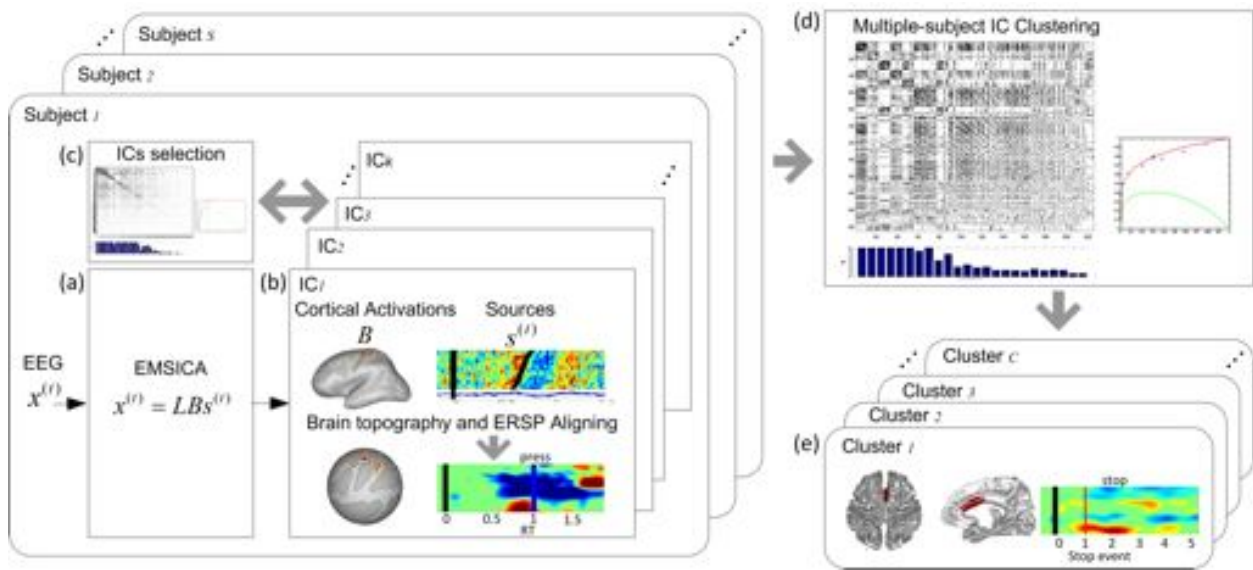 Subject S
Subject 2
Subject 1
(c)
ICs selection
ICk
IC3
IC2
(a)
EEG
x(t)
EMSICA
x(t) = LBs(t)
(b)
IC1
Cortical Activations
B
Sources
s(t)
Brain topography and ERSP Aligning
press
0 0.5 1 1.5
RT
(d)
Multiple-subject IC Clustering
Cluster C
Cluster 3
Cluster 2
(e)
Cluster 1
stop
0 1 2 3 4 5
Stop event